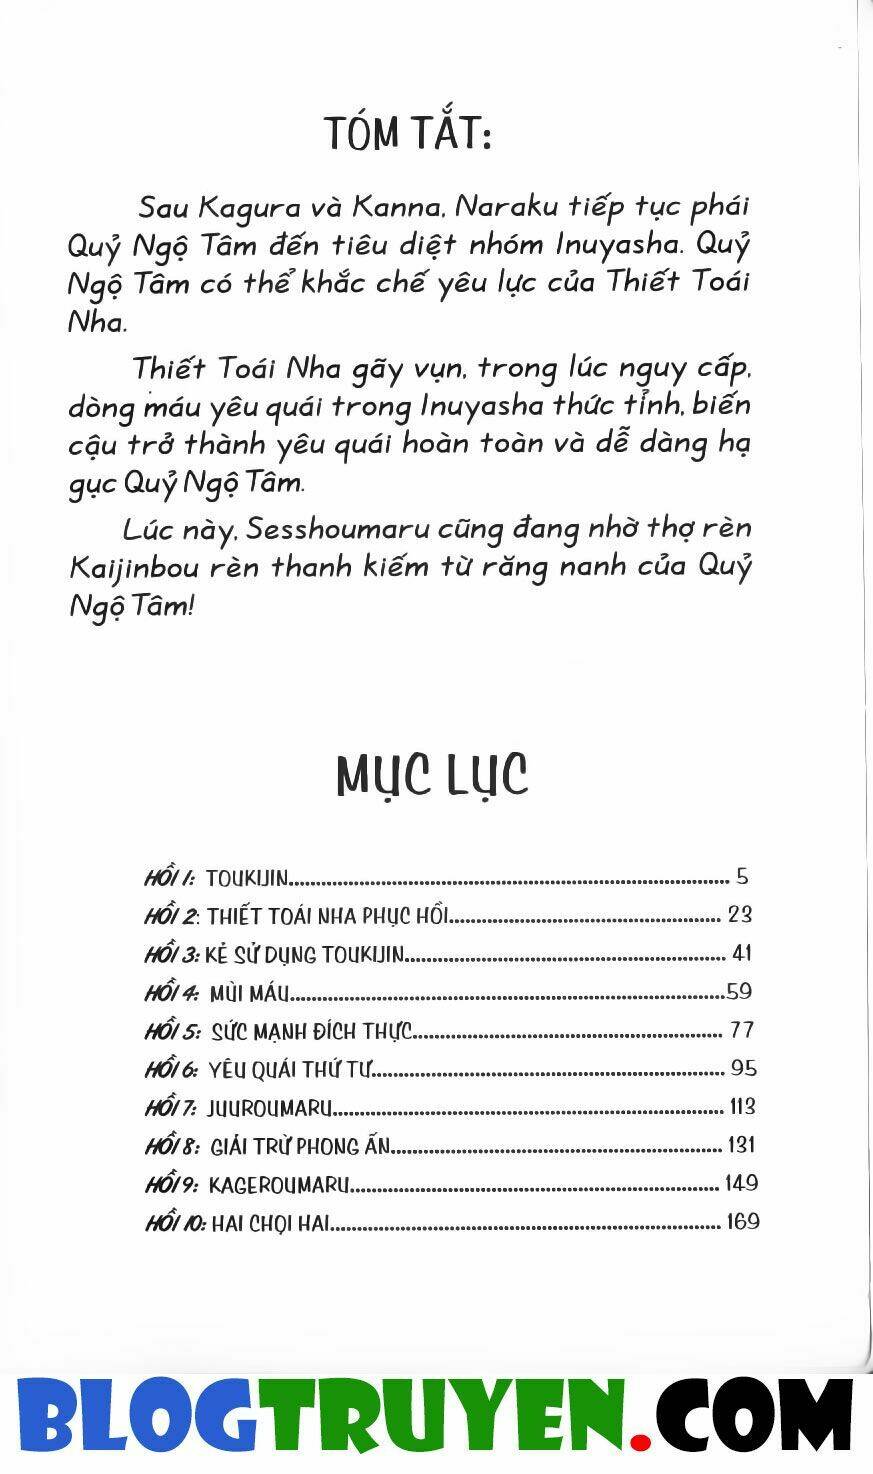 TÓM TẮT:
Sau Kagura và Kanna, Naraku tiếp tục phái
Quỷ Ngộ Tâm đến tiêu diệt nhóm Inuyasha. Quỷ
Ngộ Tâm có thể khắc chế yêu lực của Thiết Toái
Nha.
Thiết Toái Nha gãy vụn, trong lúc nguy cấp,
dòng máu yêu quái trong Inuyasha thức tỉnh, biến
cậu trở thành yêu quái hoàn toàn và dễ dàng hạ
gục Quỷ Ngộ Tâm.
Lúc này, Sesshoumaru cũng đang nhờ thợ rèn
Kaijinbou rèn thanh kiếm từ răng nanh của Quỷ
Ngộ Tâm!
MỤC LỤC
HỒI 1: TOUKIJIN........................................ 5
HỒI 2: THIẾT TOÁI NHA PHỤC HỒI........................................ 23
HỒI 3: KẺ SỬ DỤNG TOUKIJIN........................................ 41
HỒI 4: MÙI MÁU........................................59
HỒI 5: SỨC MẠNH ĐÍCH THỰC........................................ 77
HỒI 6: YÊU QUÁI THỨ TƯ........................................ 95
HỒI 7: JUUROUMARU........................................ 113
HỒI 8: GIẢI TRỪ PHONG ẤN........................................ 131
HỒI 9: KAGEROUMARU........................................ 149
HỒI 10: HAI CHỌI HAI........................................ 169
BLOGTRUYEN.COM